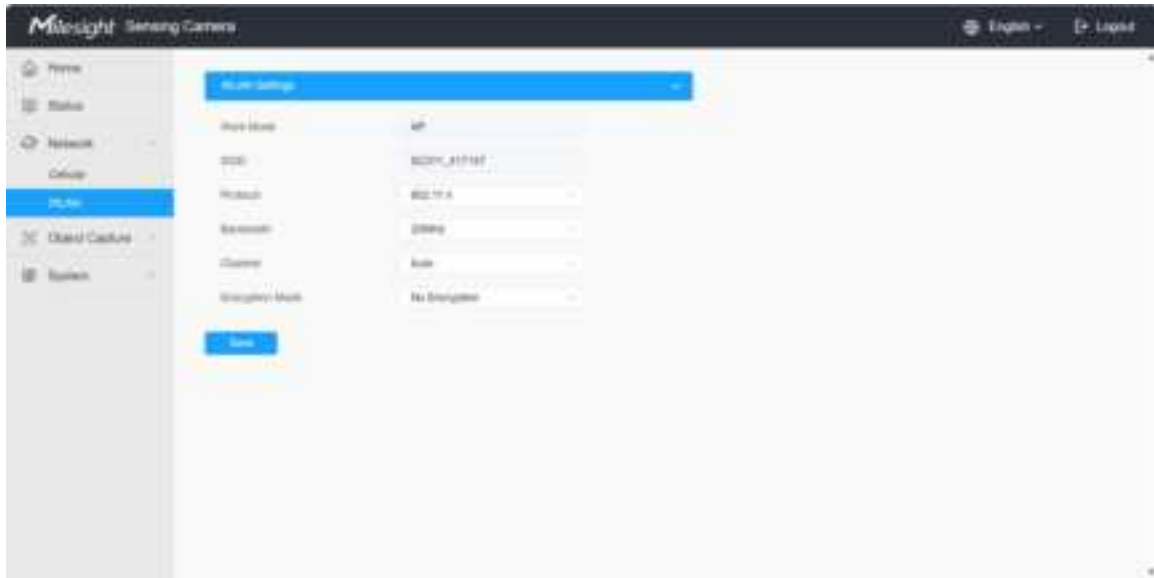 Milesight Sensing Camera
English
Logout
Home
Status
Network
Cellular
WLAN
Object Capture
System
WLAN Settings
Work Mode
AP
SSID
Protocol
Bandwidth
20MHz
Channel
Auto
Encryption Mode
No Encryption
Save